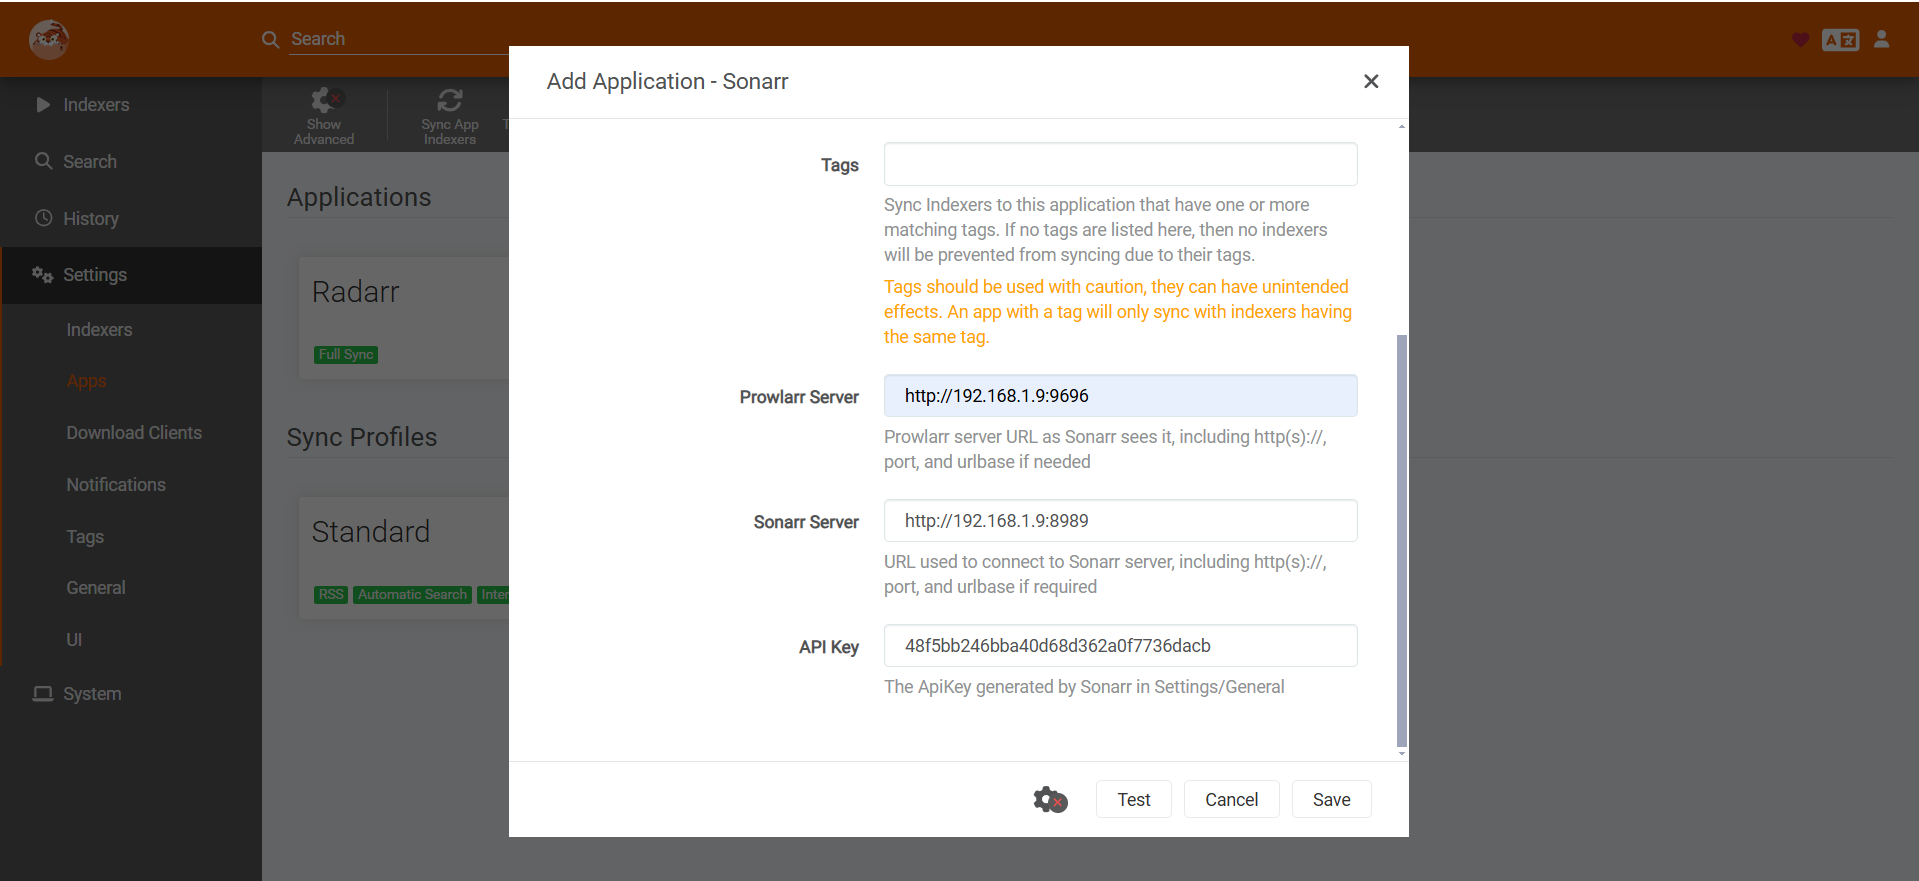 Search
Add Application - Sonarr
Indexers
Search
History
Settings
Indexers
Apps
Download Clients
Notifications
Tags
General
UI
System
Show
Advanced
Sync App
Indexers
Applications
Radarr
Full Sync
Sync Profiles
Standard
RSS Automatic Search
Tags
Sync Indexers to this application that have one or more
matching tags. If no tags are listed here, then no indexers
will be prevented from syncing due to their tags.
Tags should be used with caution, they can have unintended
effects. An app with a tag will only sync with indexers having
the same tag.
Prowlarr Server
http://192.168.1.9:9696
Prowlarr server URL as Sonarr sees it, including http(s)://,
port, and urlbase if needed
Sonarr Server
http://192.168.1.9:8989
URL used to connect to Sonarr server, including http(s)://,
port, and urlbase if required
API Key
48f5bb246bba40d68d362a0f7736dacb
The ApiKey generated by Sonarr in Settings/General
Test
Cancel
Save